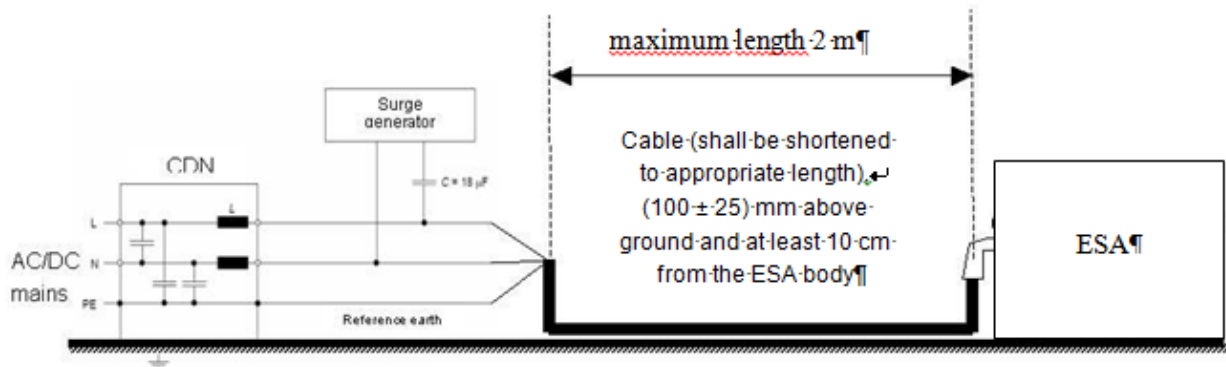 maximum·length·2·m¶
Surge
generator
Cable·(shall·be·shortened·
to·appropriate·length),↵
(100·±·25)·mm·above·
ground·and·at·least·10·cm·
from·the·ESA·body¶
CDN
C = 18 µF
L
L
AC/DC
mains
N
PE
Reference earth
ESA¶